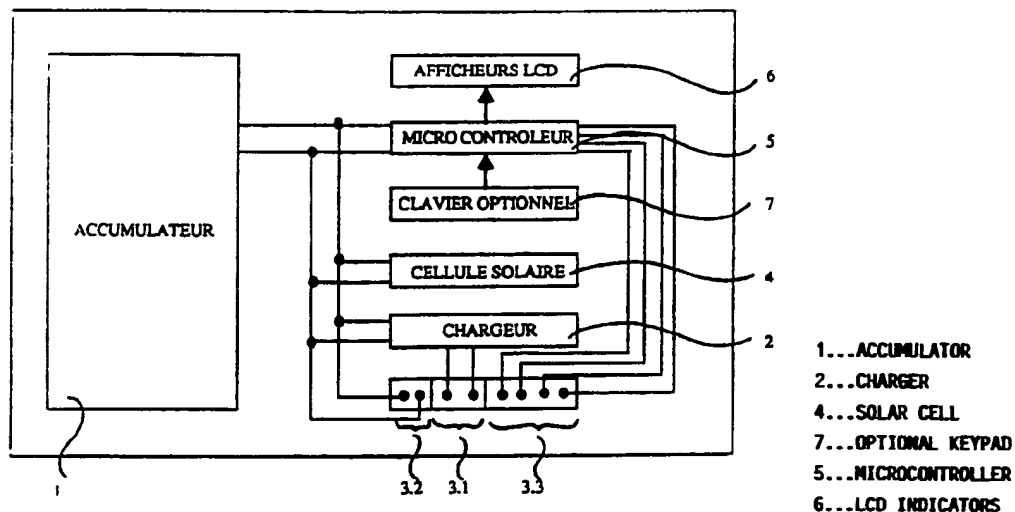 AFFICHEURS LCD
6
MICRO CONTROLEUR
5
CLAVIER OPTIONNEL
7
ACCUMULATEUR
CELLULE SOLAIRE
4
CHARGEUR
2
3.2
3.1
3.3
1
1...ACCUMULATOR
2...CHARGER
4...SOLAR CELL
7...OPTIONAL KEYPAD
5...MICROCONTROLLER
6...LCD INDICATORS